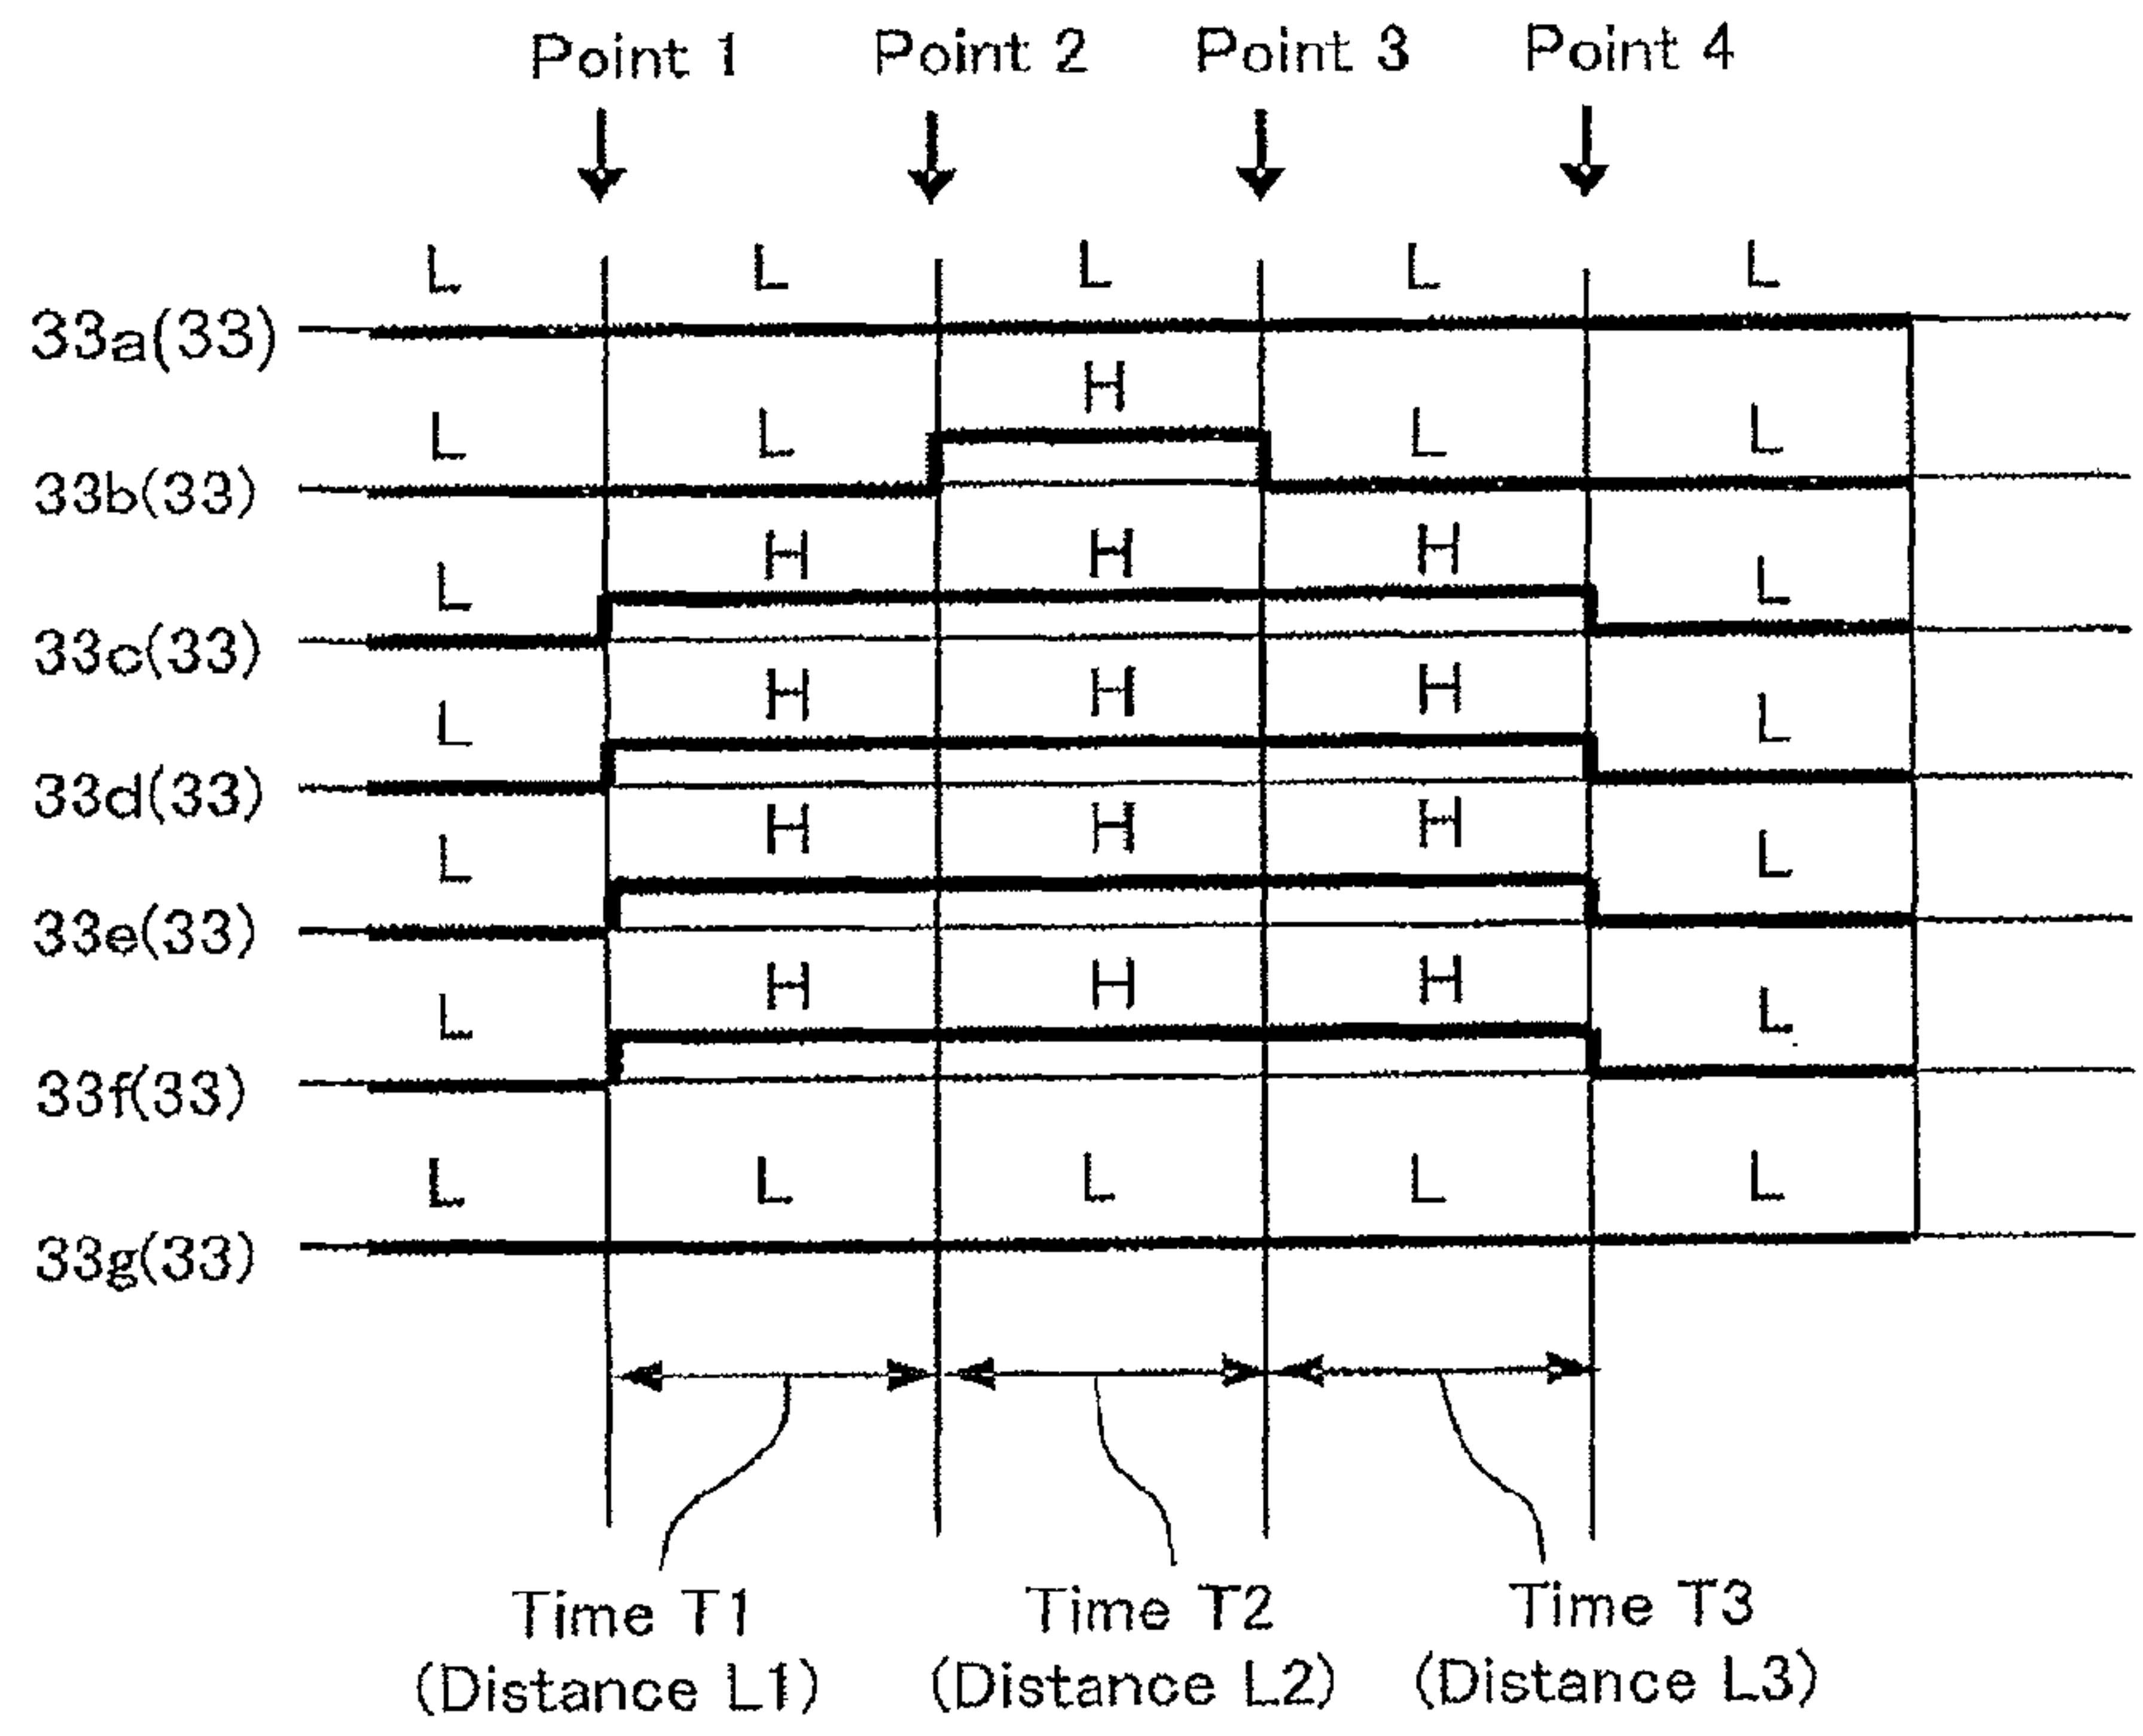 Point 1 Point 2 Point 3 Point 4
L L L L L
33a(33)
H
L L L L
33b(33)
H H H
L L
33c(33)
H H H
L L
33d(33)
H H H
L L
33e(33)
H H H
L L
33f(33)
L L L L L
33g(33)
Time T1 Time T2 Time T3
(Distance L1) (Distance L2) (Distance L3)